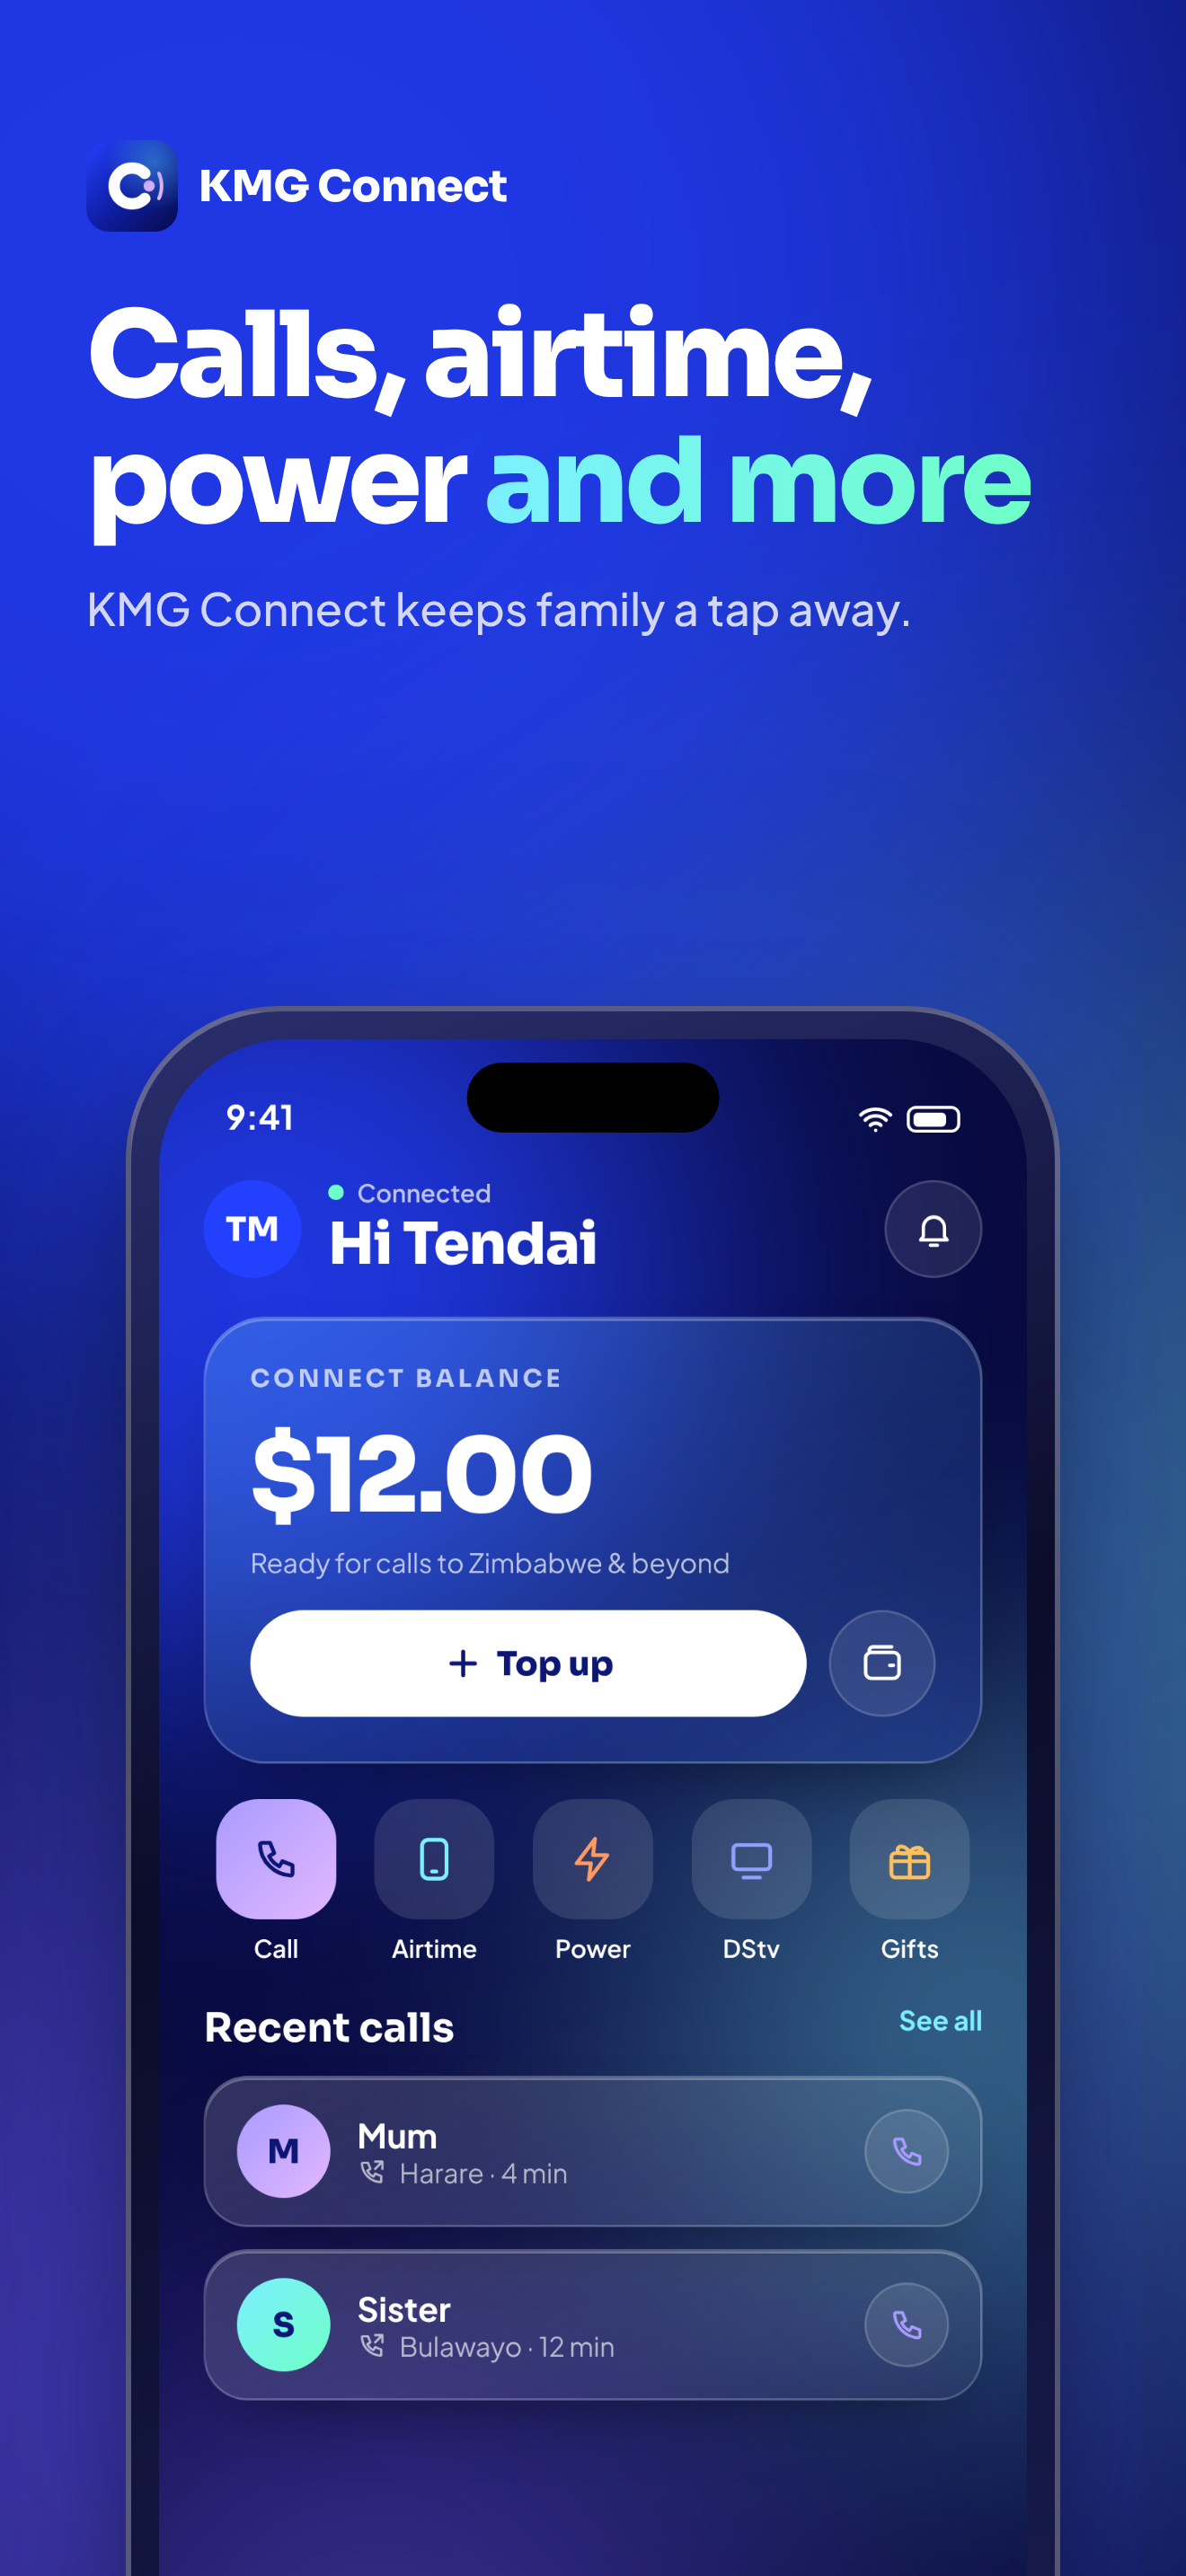 KMG Connect
Calls, airtime,
power and more
KMG Connect keeps family a tap away.
9:41
TM
Connected
Hi Tendai
CONNECT BALANCE
$12.00
Ready for calls to Zimbabwe & beyond
+ Top up
Call Airtime Power DStv Gifts
Recent calls See all
M
Mum
Harare · 4 min
S
Sister
Bulawayo · 12 min